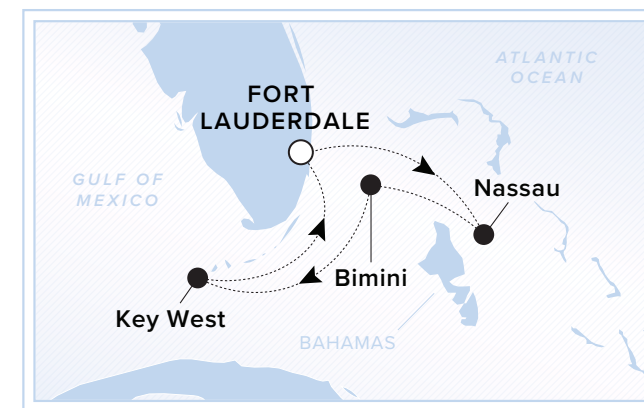 ATLANTIC
OCEAN
FORT
LAUDERDALE
GULF OF
MEXICO
Nassau
Bimini
Key West
BAHAMAS